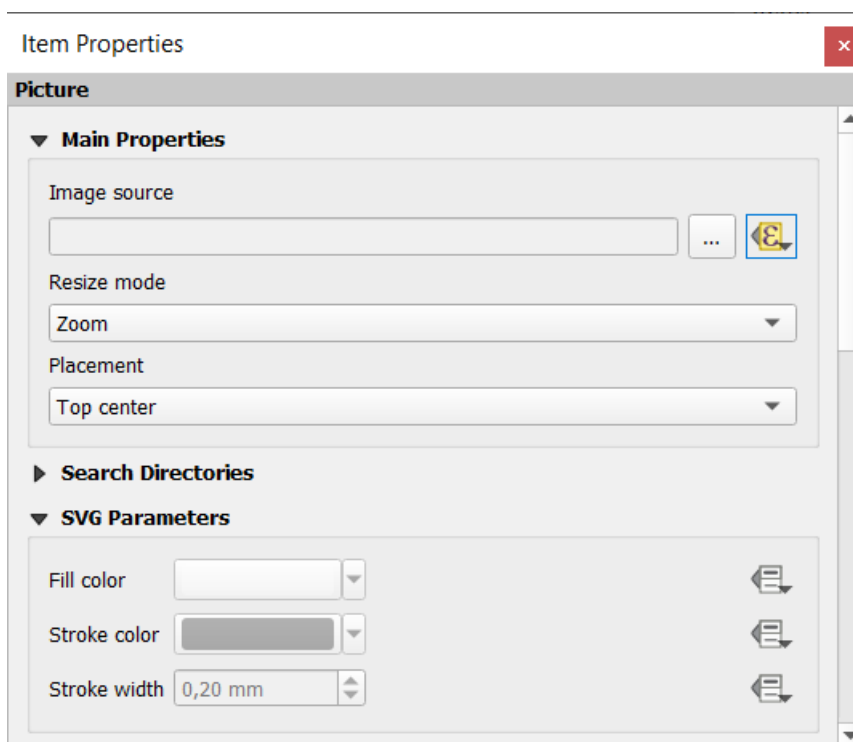 Item Properties
Picture
Main Properties
Image source
...
ε
Resize mode
Zoom
Placement
Top center
Search Directories
SVG Parameters
Fill color
Stroke color
Stroke width 0,20 mm